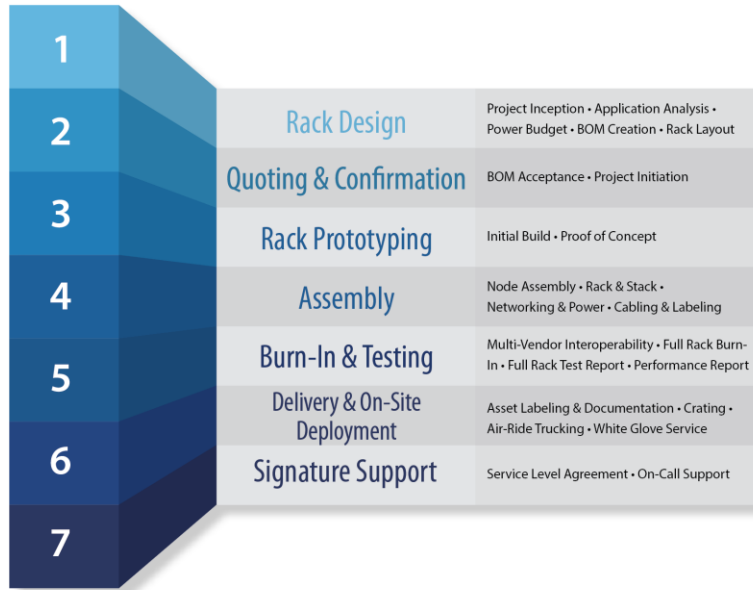 1
Rack Design
Project Inception • Application Analysis •
Power Budget • BOM Creation • Rack Layout
2
Quoting & Confirmation
BOM Acceptance • Project Initiation
3
Rack Prototyping
Initial Build • Proof of Concept
4
Assembly
Node Assembly • Rack & Stack •
Networking & Power • Cabling & Labeling
5
Burn-In & Testing
Multi-Vendor Interoperability • Full Rack Burn-
In • Full Rack Test Report • Performance Report
6
Delivery & On-Site
Deployment
Asset Labeling & Documentation • Crating •
Air-Ride Trucking • White Glove Service
7
Signature Support
Service Level Agreement • On-Call Support